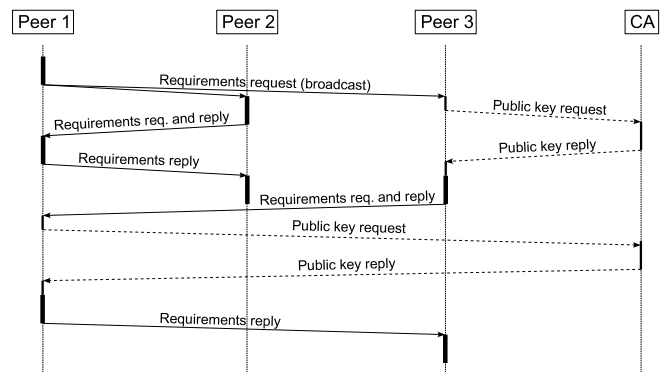 Peer 1
Peer 2
Peer 3
CA
Requirements request (broadcast)
Public key request
Requirements req. and reply
Public key reply
Requirements reply
Requirements req. and reply
Public key request
Public key reply
Requirements reply